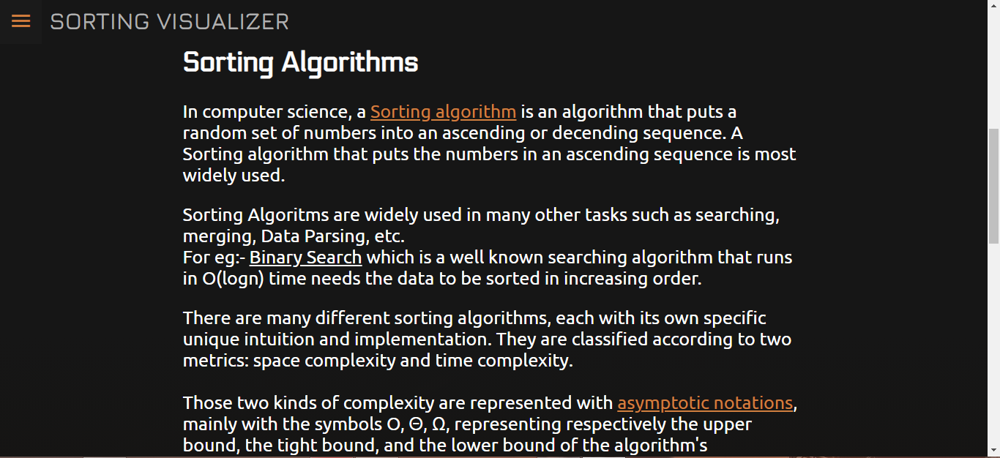 SORTING VISUALIZER
Sorting Algorithms
In computer science, a Sorting algorithm is an algorithm that puts a
random set of numbers into an ascending or decending sequence. A
Sorting algorithm that puts the numbers in an ascending sequence is most
widely used.
Sorting Algoritms are widely used in many other tasks such as searching,
merging, Data Parsing, etc.
For eg:- Binary Search which is a well known searching algorithm that runs
in O(logn) time needs the data to be sorted in increasing order.
There are many different sorting algorithms, each with its own specific
unique intuition and implementation. They are classified according to two
metrics: space complexity and time complexity.
Those two kinds of complexity are represented with asymptotic notations,
mainly with the symbols O, Θ, Ω, representing respectively the upper
bound, the tight bound, and the lower bound of the algorithm's